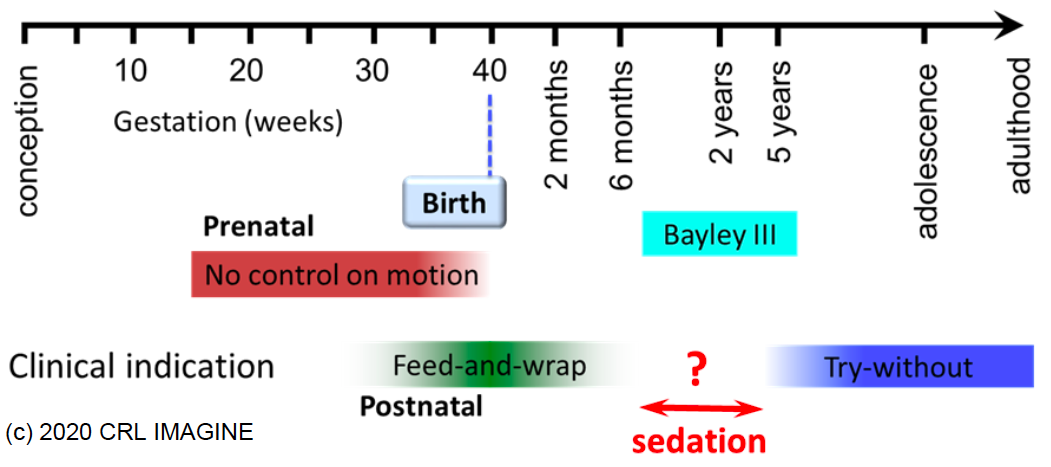 10
20
30
40
2 months
6 months
2 years
5 years
adolescence
adulthood
conception
Gestation (weeks)
Birth
Prenatal
Bayley III
No control on motion
Clinical indication
Feed-and-wrap
?
Try-without
Postnatal
sedation
(c) 2020 CRL IMAGINE